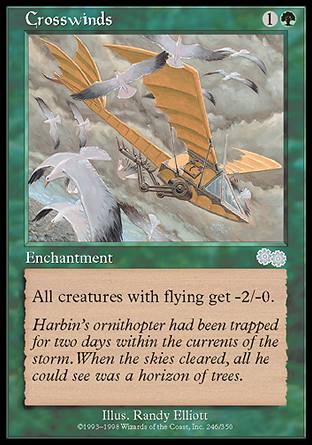 Crosswinds 1
Enchantment
All creatures with flying get -2/-0.
Harbin's ornithopter had been trapped
for two days within the currents of the
storm. When the skies cleared, all he
could see was a horizon of trees.
Illus. Randy Elliott
©1993–1998 Wizards of the Coast, Inc. 246/350